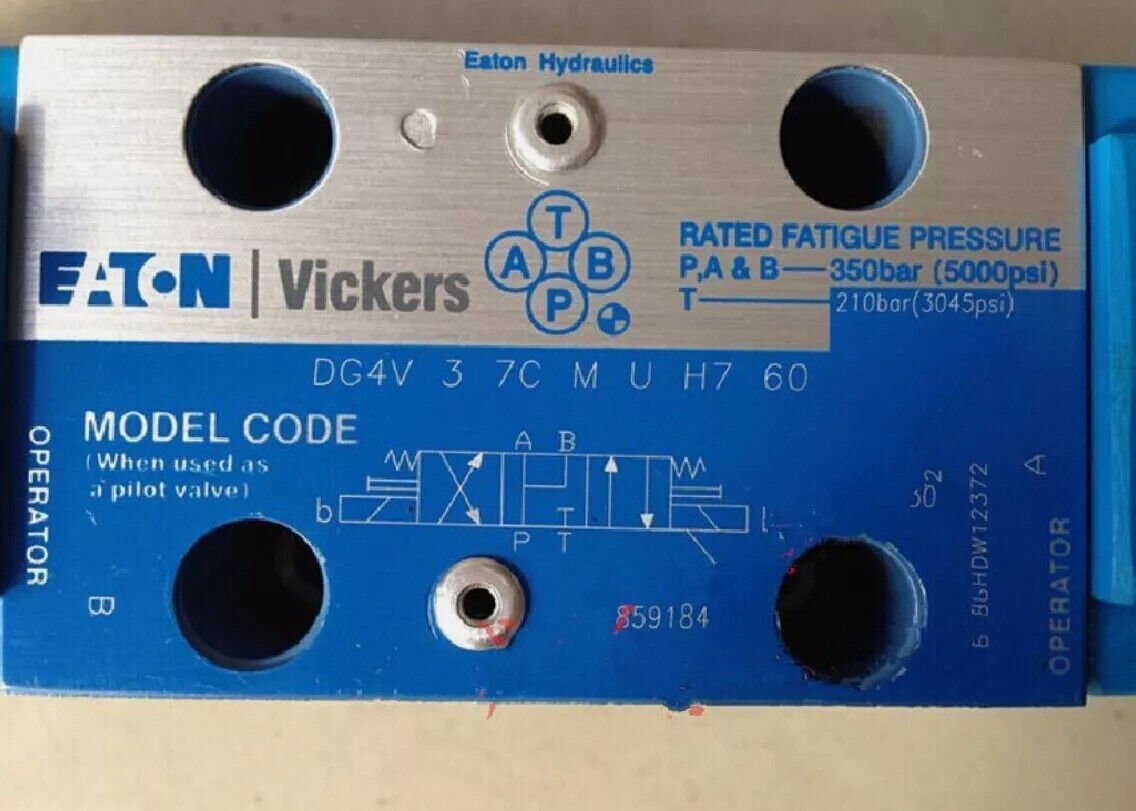 Eaton Hydraulics
T
A B
P
EATON | Vickers
RATED FATIGUE PRESSURE
P,A & B — 350bar (5000psi)
T — 210bar(3045psi)
DG4V 3 7C M U H7 60
MODEL CODE
(When used as
a pilot valve)
A B
b
P T
859184
OPERATOR
B
A
OPERATOR